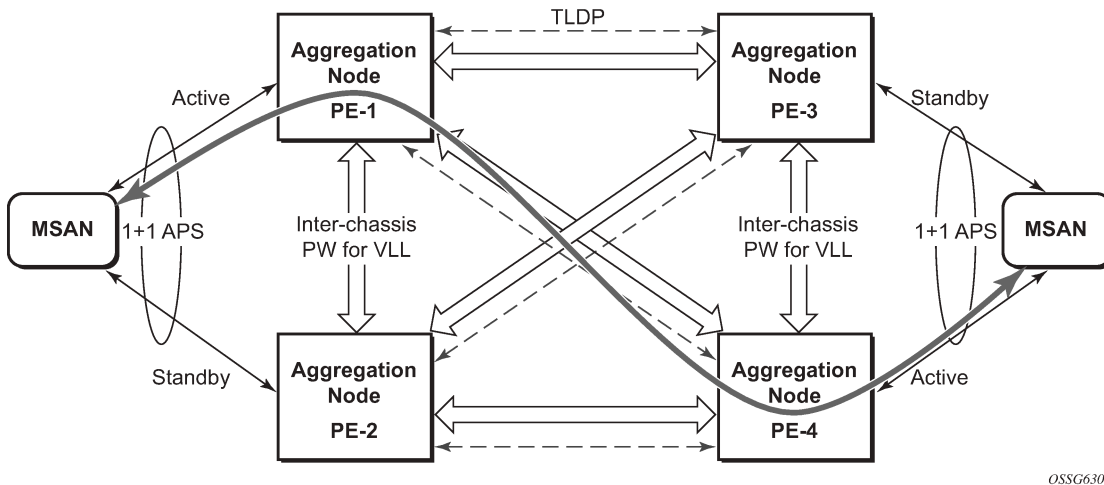 TLDP
Aggregation
Node
PE-1
Aggregation
Node
PE-3
Active
Standby
MSAN
1+1 APS
Inter-chassis
PW for VLL
Inter-chassis
PW for VLL
1+1 APS
MSAN
Standby
Active
Aggregation
Node
PE-2
Aggregation
Node
PE-4
OSSG630